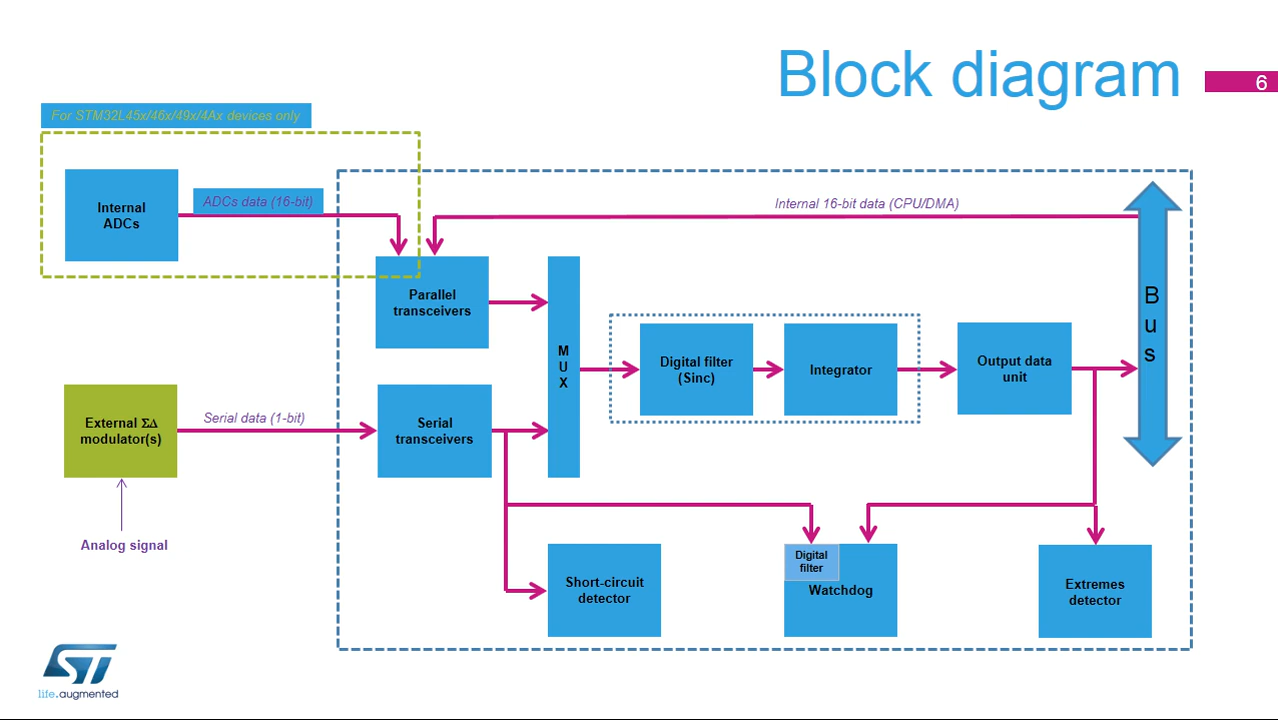 Block diagram
6
For STM32L45x/46x/49x/4Ax devices only
Internal
ADCs
ADCs data (16-bit)
Internal 16-bit data (CPU/DMA)
Parallel
transceivers
M
U
X
Digital filter
(Sinc)
Integrator
Output data
unit
B
u
s
External ΣΔ
modulator(s)
Serial data (1-bit)
Serial
transceivers
Analog signal
Short-circuit
detector
Digital
filter
Watchdog
Extremes
detector
ST
life.augmented